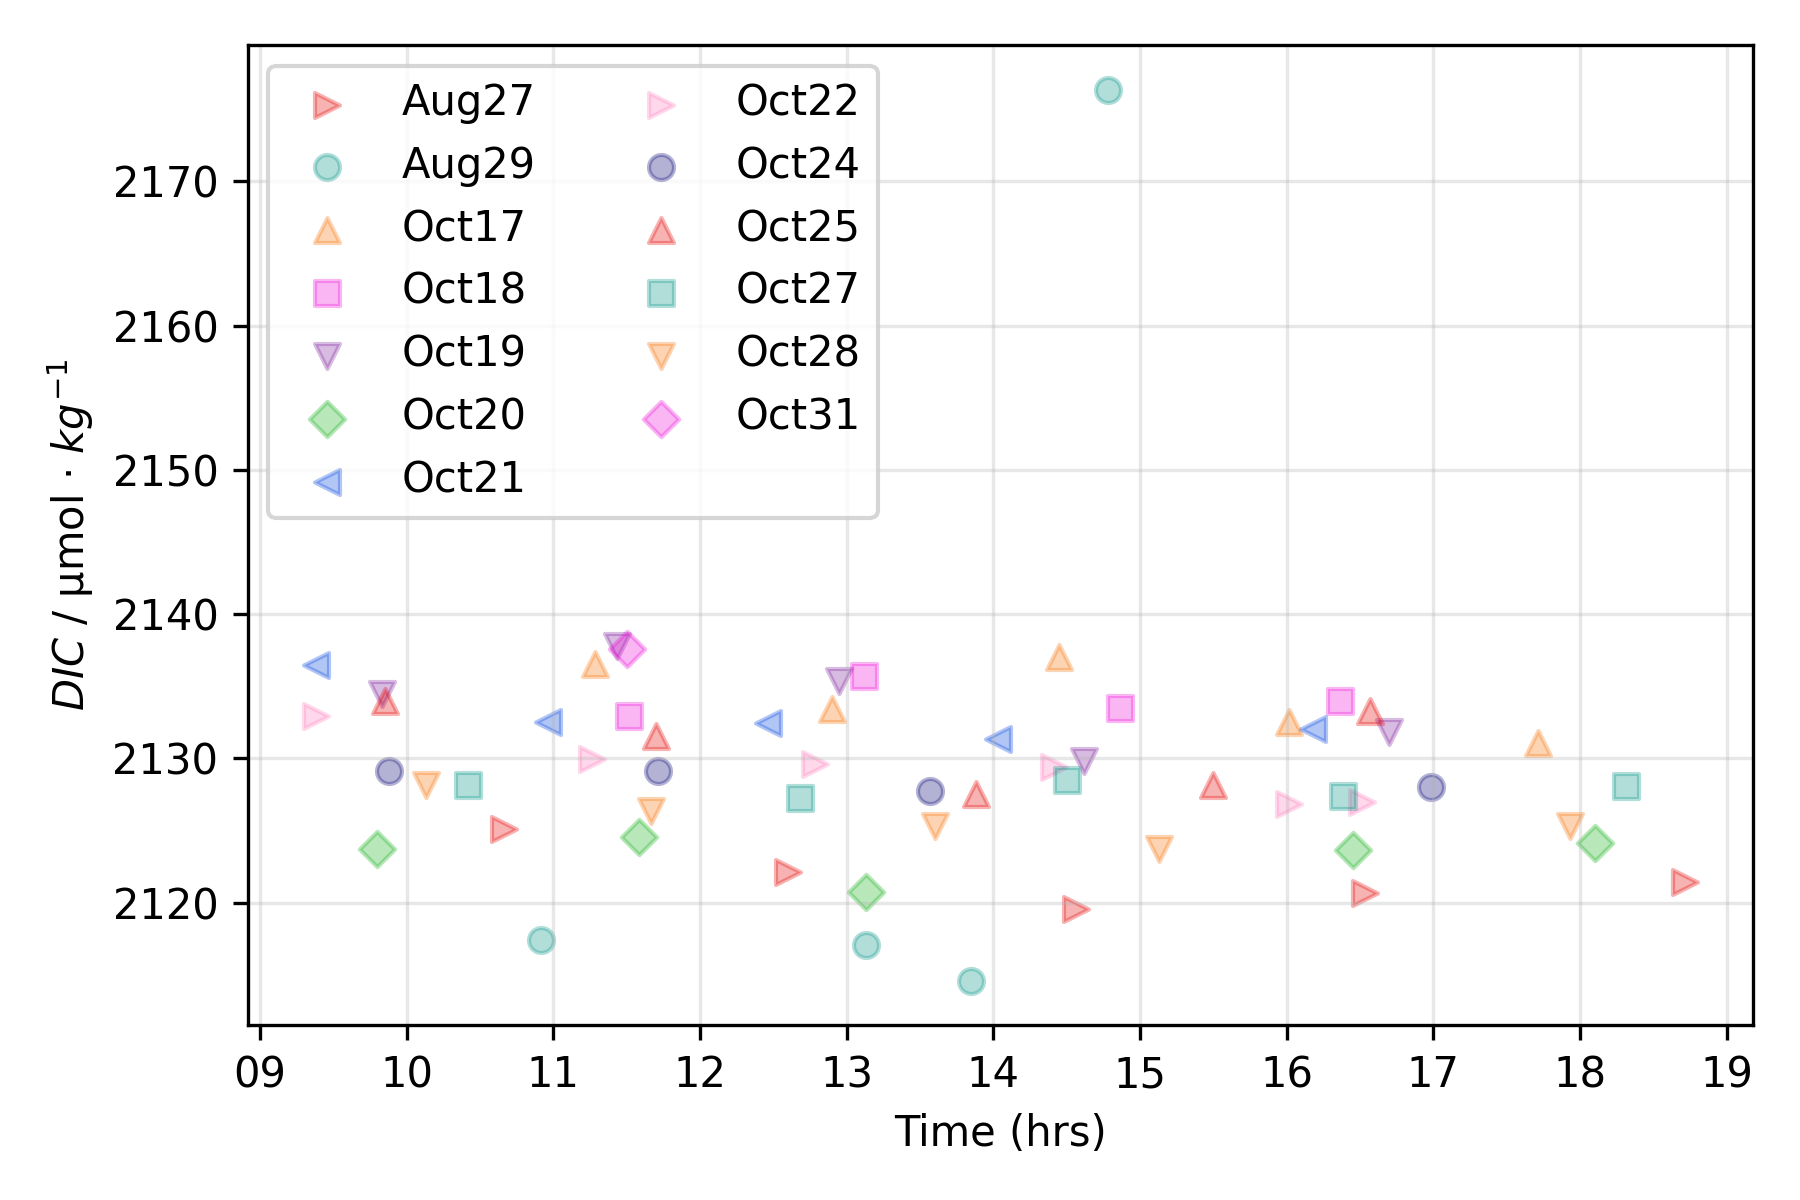 Aug27
Aug29
Oct17
Oct18
Oct19
Oct20
Oct21
Oct22
Oct24
Oct25
Oct27
Oct28
Oct31
2170
2160
2150
2140
2130
2120
DIC / µmol · kg⁻¹
09 10 11 12 13 14 15 16 17 18 19
Time (hrs)